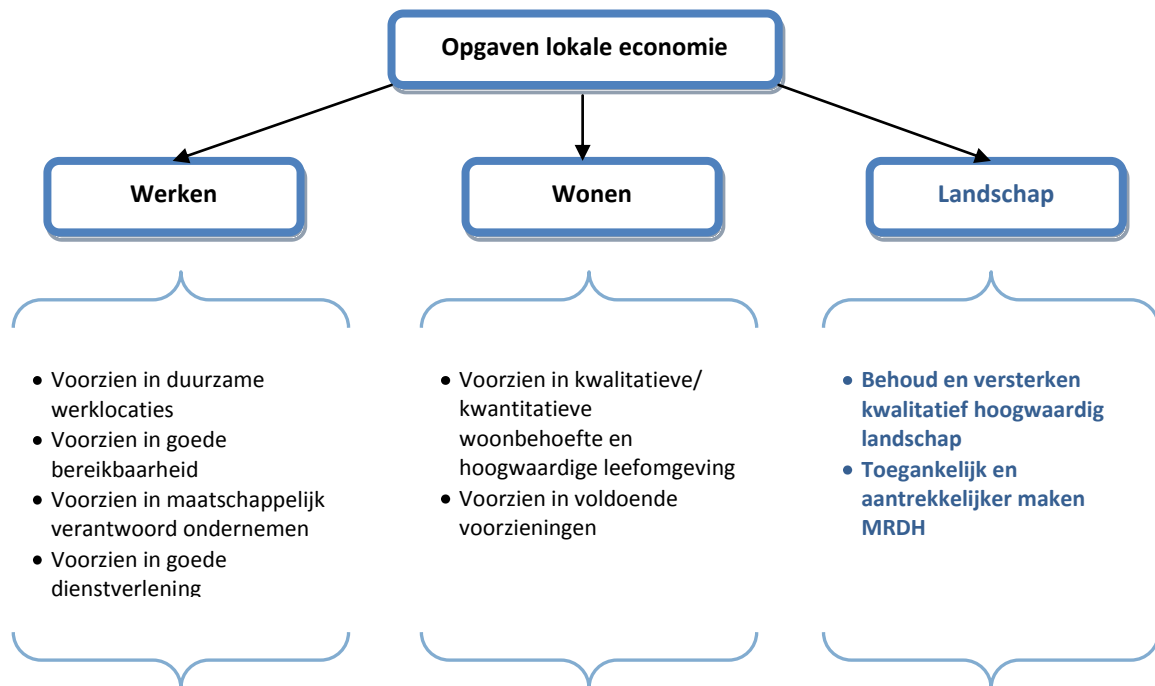 Opgaven lokale economie
Werken
Wonen
Landschap
• Voorzien in duurzame
werklocaties
• Voorzien in goede
bereikbaarheid
• Voorzien in maatschappelijk
verantwoord ondernemen
• Voorzien in goede
dienstverlening
• Voorzien in kwalitatieve/
kwantitatieve
woonbehoefte en
hoogwaardige leefomgeving
• Voorzien in voldoende
voorzieningen
• Behoud en versterken
kwalitatief hoogwaardig
landschap
• Toegankelijk en
aantrekkelijker maken
MRDH